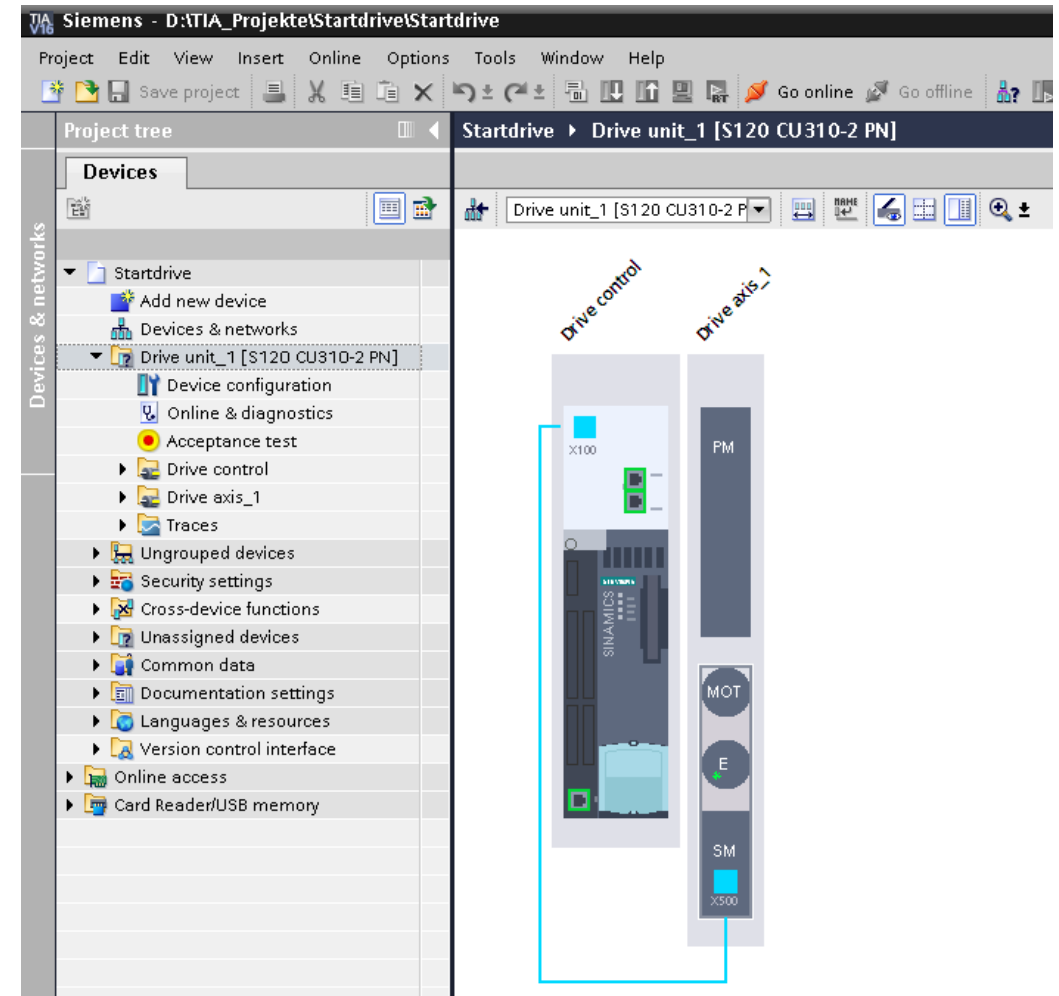 TIA V16 Siemens - D:\TIA_Projekte\Startdrive\Startdrive
Project Edit View Insert Online Options Tools Window Help
Save project Go online Go offline
Project tree
Startdrive Drive unit_1 [S120 CU310-2 PN]
Devices
Drive unit_1 [S120 CU310-2 P
NAME
Devices & networks
Startdrive
Add new device
Devices & networks
Drive unit_1 [S120 CU310-2 PN]
Device configuration
Online & diagnostics
Acceptance test
Drive control
Drive axis_1
Traces
Ungrouped devices
Security settings
Cross-device functions
Unassigned devices
Common data
Documentation settings
Languages & resources
Version control interface
Online access
Card Reader/USB memory
Drive control
Drive axis_1
X100
PM
SIEMENS
SINAMICS
MOT
E
SM
X500